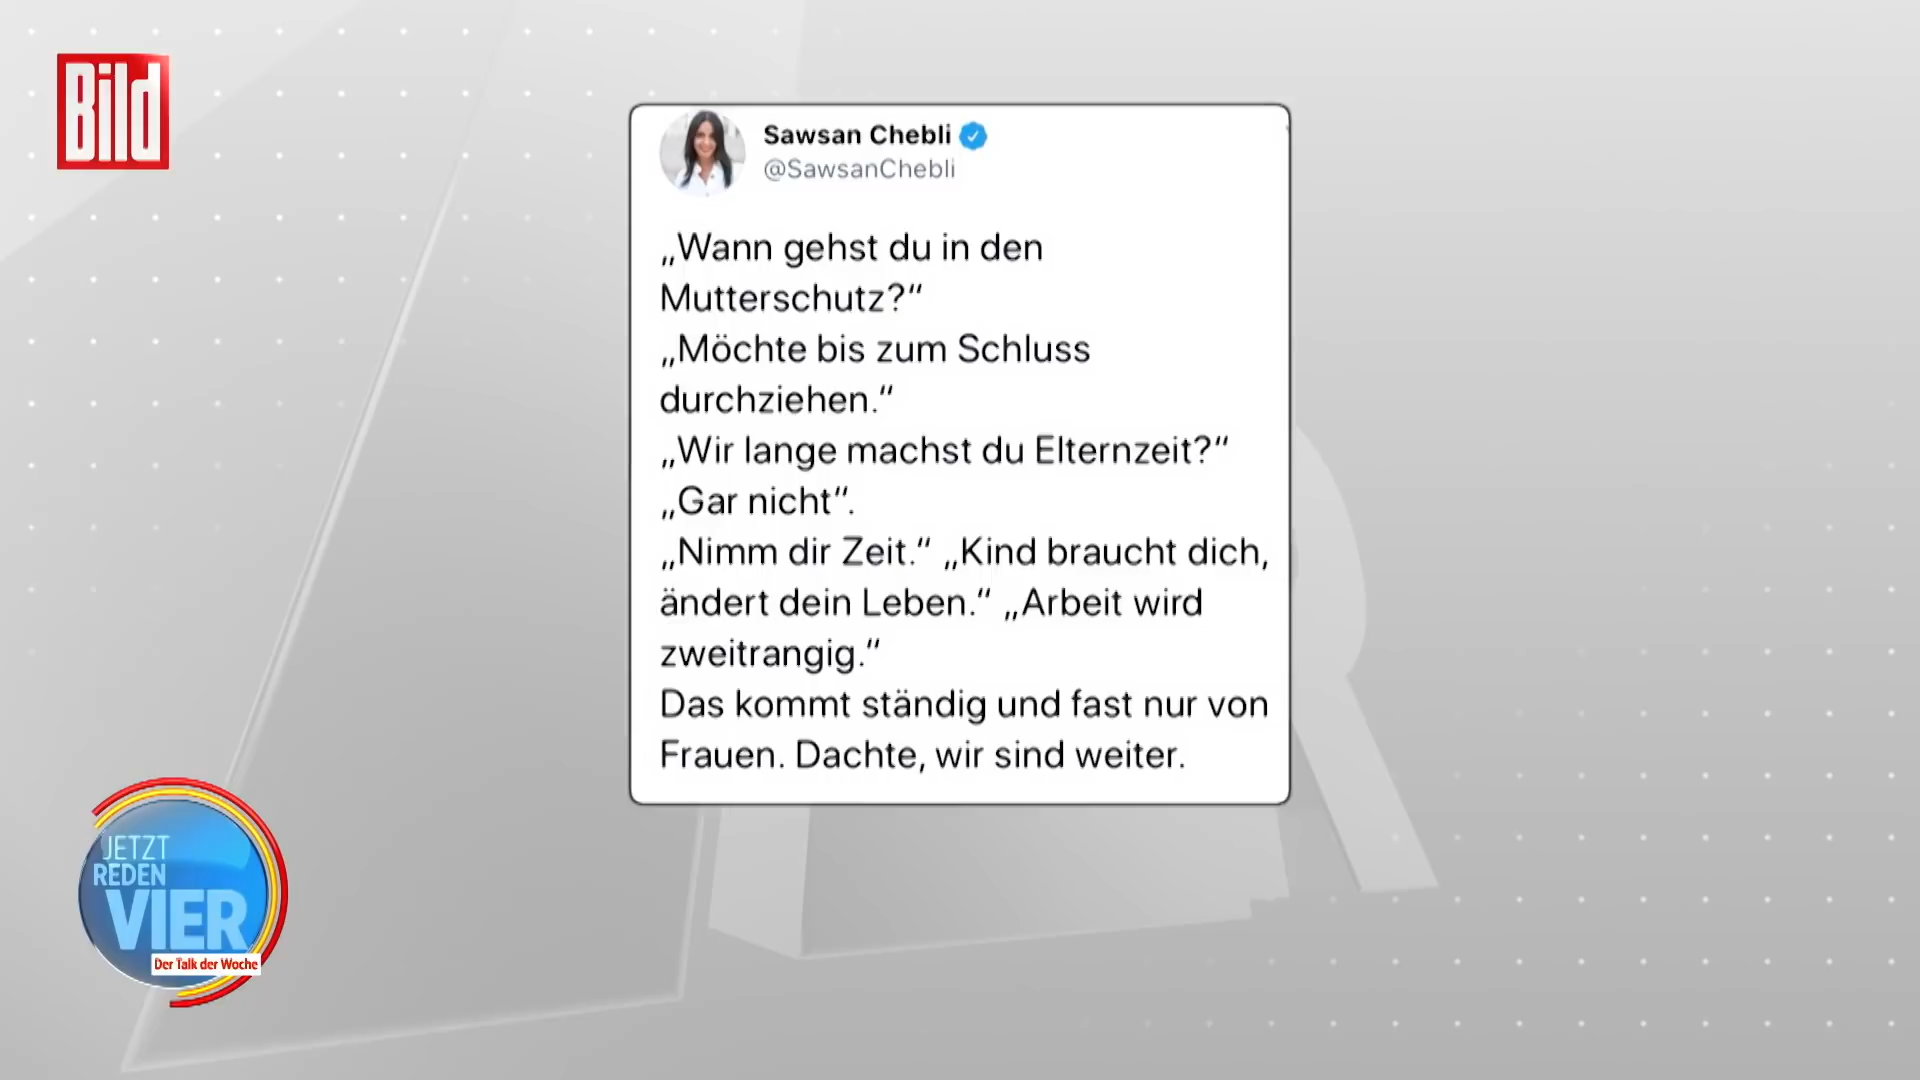 Bild
Sawsan Chebli
@SawsanChebli
„Wann gehst du in den
Mutterschutz?“
„Möchte bis zum Schluss
durchziehen.“
„Wir lange machst du Elternzeit?“
„Gar nicht“.
„Nimm dir Zeit.“ „Kind braucht dich,
ändert dein Leben.“ „Arbeit wird
zweitrangig.“
Das kommt ständig und fast nur von
Frauen. Dachte, wir sind weiter.
JETZT
REDEN
VIER
Der Talk der Woche